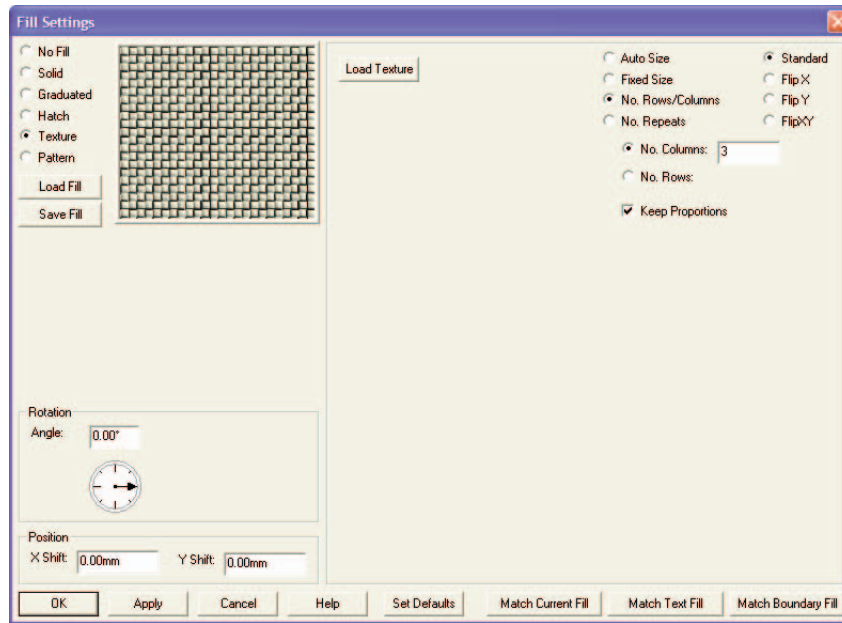 Fill Settings
No Fill
Solid
Graduated
Hatch
Texture
Pattern
Load Fill
Save Fill
Load Texture
Auto Size
Fixed Size
No. Rows/Columns
No. Repeats
Standard
Flip X
Flip Y
FlipXY
No. Columns: 3
No. Rows:
Keep Proportions
Rotation
Angle: 0.00°
Position
X Shift: 0.00mm Y Shift: 0.00mm
OK Apply Cancel Help Set Defaults Match Current Fill Match Text Fill Match Boundary Fill